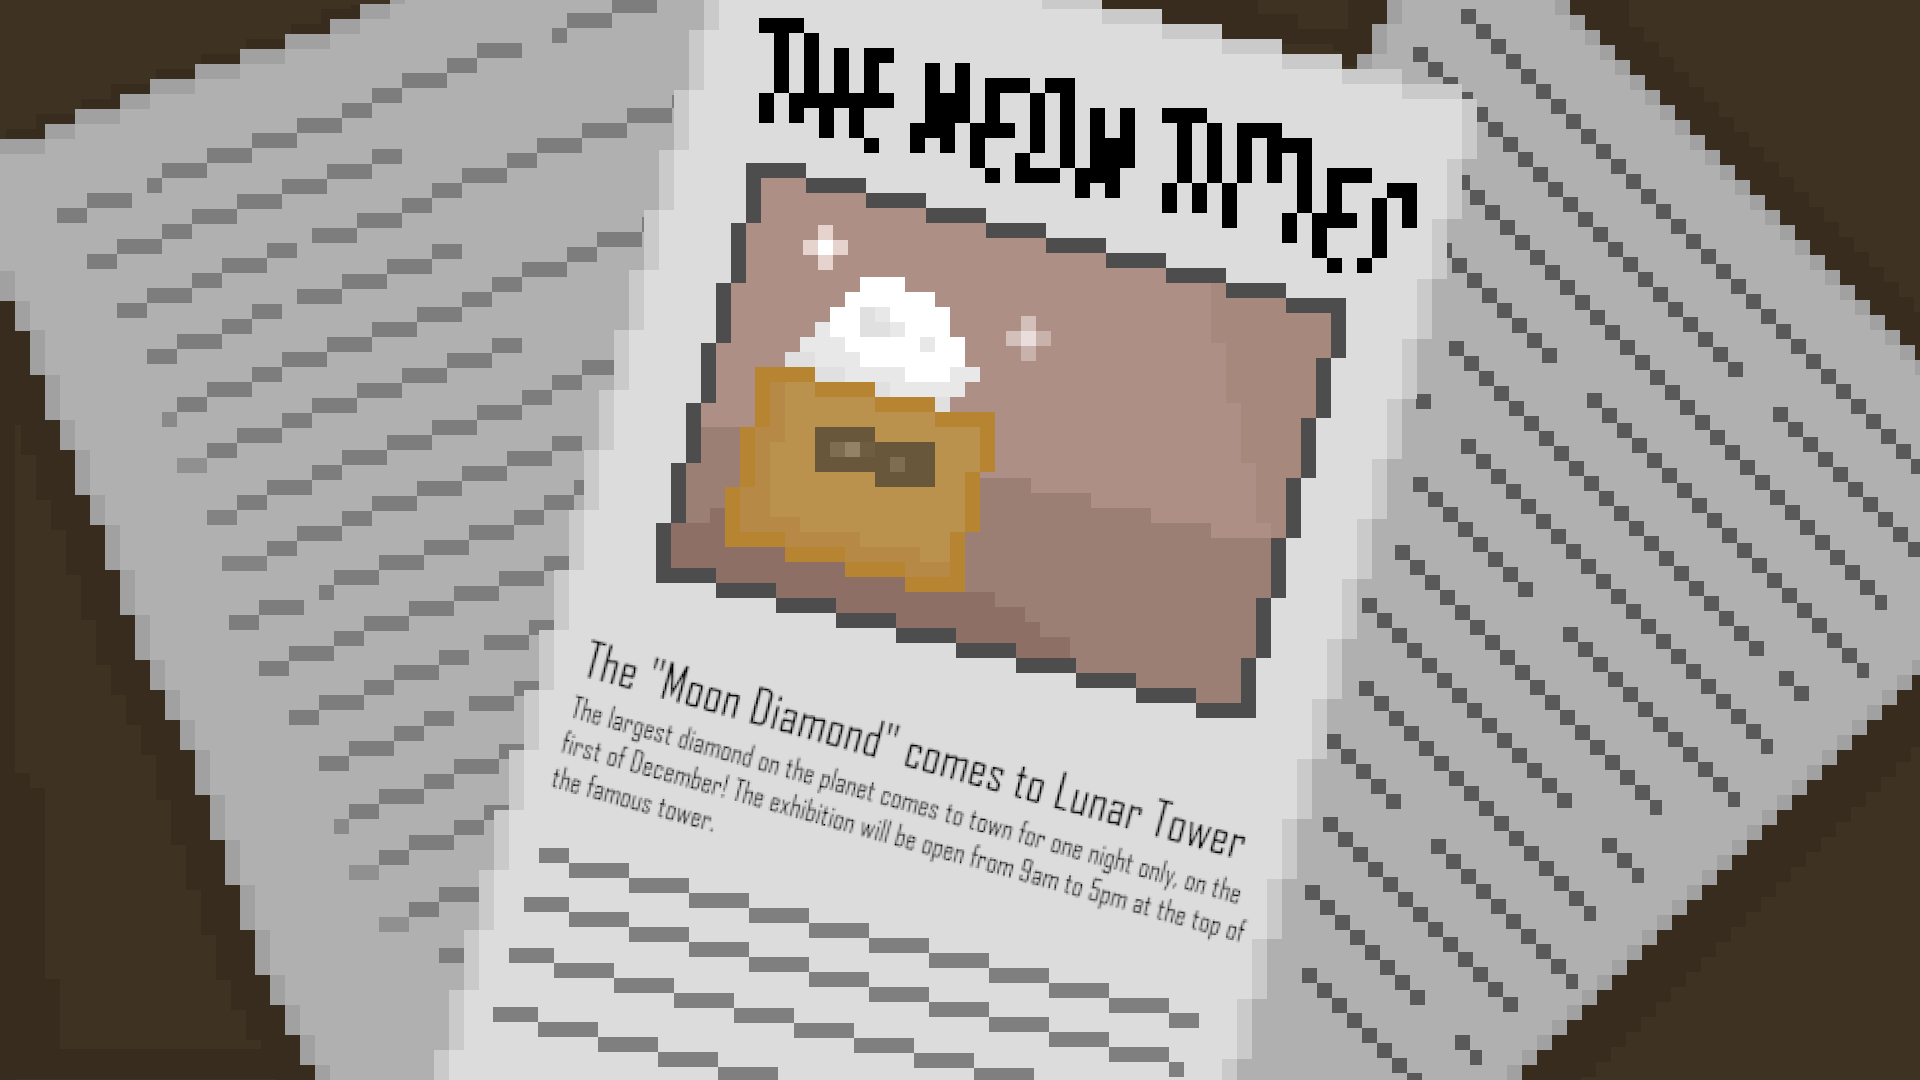 THE MEOW TIMES
The "Moon Diamond" comes to Lunar Tower
The largest diamond on the planet comes to town for one night only, on the
first of December! The exhibition will be open from 9am to 5pm at the top of
the famous tower.